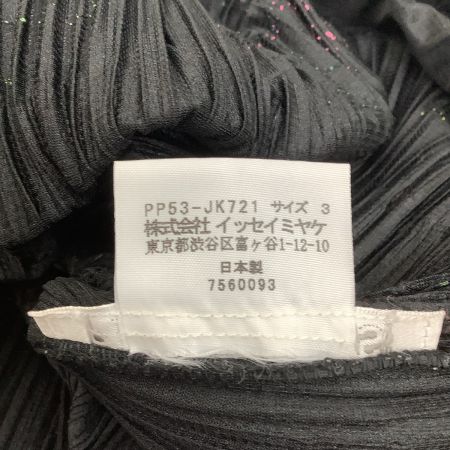 PP53-JK721 サイズ 3
株式会社 イッセイミヤケ
東京都渋谷区富ヶ谷1-12-10
日本製
7560093